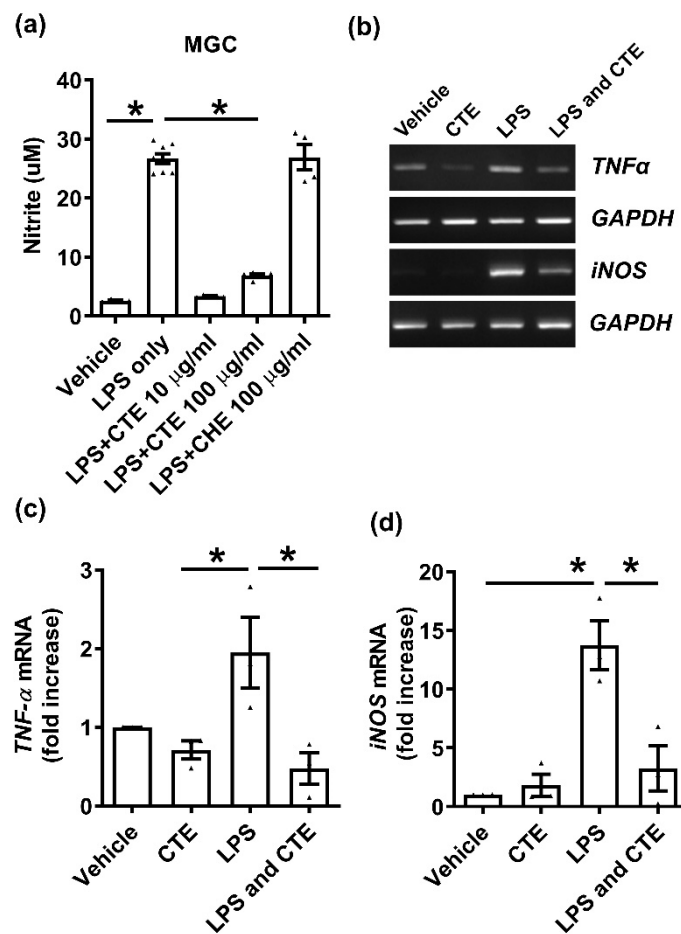 (a)
MGC
*
*
40
30
20
10
0
Nitrite (uM)
Vehicle
LPS only
LPS+CTE 10 μg/ml
LPS+CTE 100 μg/ml
LPS+CHE 100 μg/ml
(b)
Vehicle
CTE
LPS
LPS and CTE
TNFα
GAPDH
iNOS
GAPDH
(c)
*
*
3
2
1
0
TNF-α mRNA
(fold increase)
Vehicle
CTE
LPS
LPS and CTE
(d)
*
*
20
15
10
5
0
iNOS mRNA
(fold increase)
Vehicle
CTE
LPS
LPS and CTE